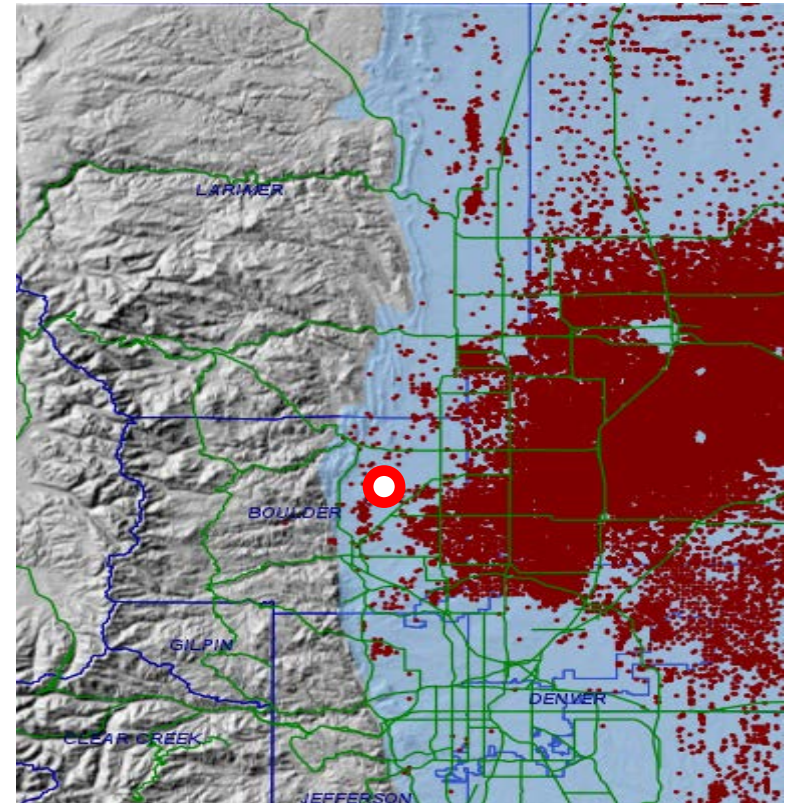 LARIMER
BOULDER
GILPIN
DENVER
CLEAR CREEK
JEFFERSON